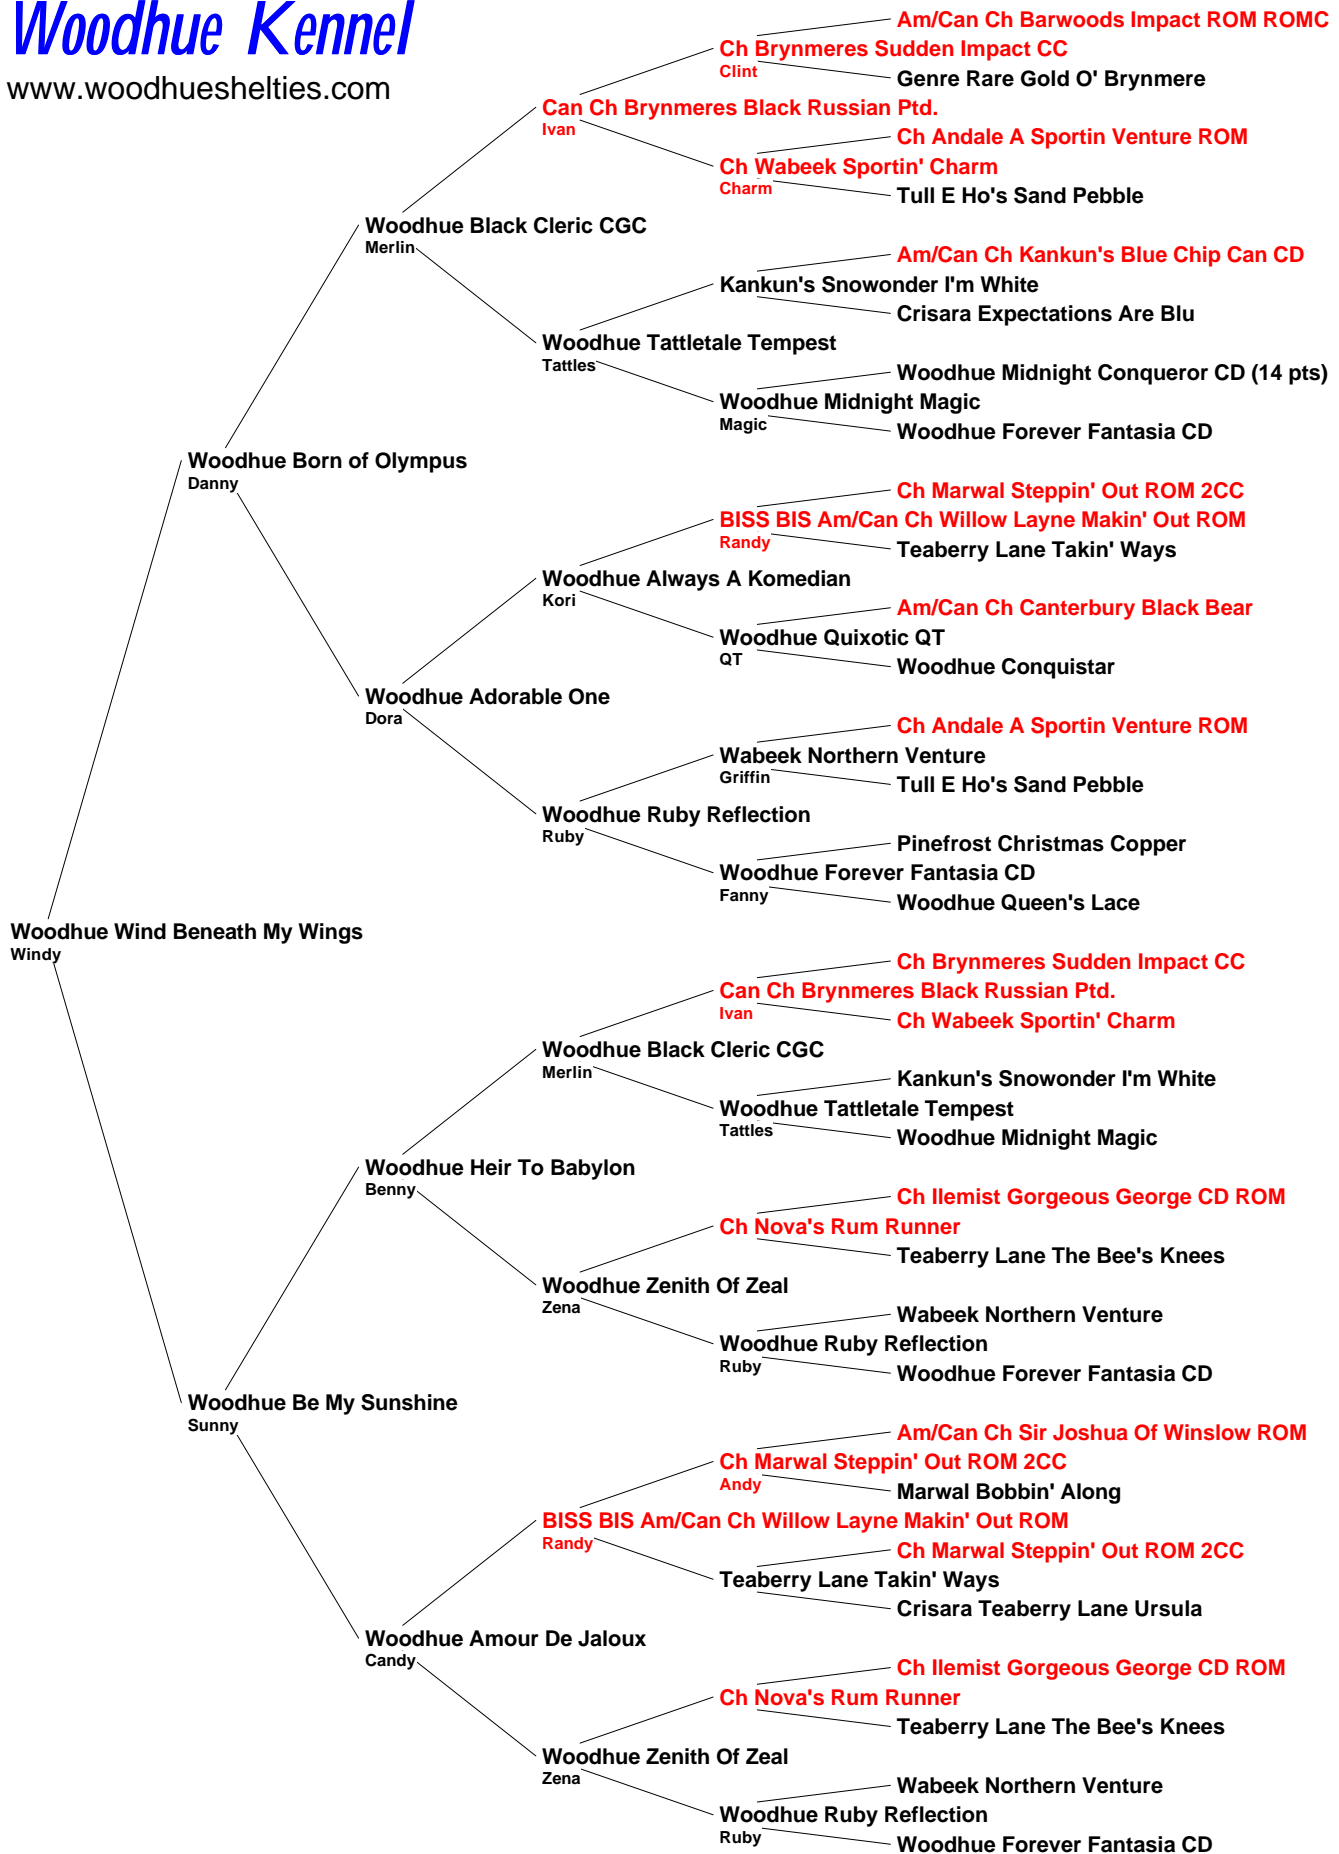 Woodhue Kennel
www.woodhueshelties.com
Am/Can Ch Barwoods Impact ROM ROMC
Ch Brynmeres Sudden Impact CC
Clint
Genre Rare Gold O' Brynmere
Can Ch Brynmeres Black Russian Ptd.
Ivan
Ch Andale A Sportin Venture ROM
Ch Wabeek Sportin' Charm
Charm
Tull E Ho's Sand Pebble
Woodhue Black Cleric CGC
Merlin
Am/Can Ch Kankun's Blue Chip Can CD
Kankun's Snowonder I'm White
Crisara Expectations Are Blu
Woodhue Tattletale Tempest
Tattles
Woodhue Midnight Conqueror CD (14 pts)
Woodhue Midnight Magic
Magic
Woodhue Forever Fantasia CD
Woodhue Born of Olympus
Danny
Ch Marwal Steppin' Out ROM 2CC
BISS BIS Am/Can Ch Willow Layne Makin' Out ROM
Randy
Teaberry Lane Takin' Ways
Woodhue Always A Komedian
Kori
Am/Can Ch Canterbury Black Bear
Woodhue Quixotic QT
QT
Woodhue Conquistar
Woodhue Adorable One
Dora
Ch Andale A Sportin Venture ROM
Wabeek Northern Venture
Griffin
Tull E Ho's Sand Pebble
Woodhue Ruby Reflection
Ruby
Pinefrost Christmas Copper
Woodhue Forever Fantasia CD
Fanny
Woodhue Queen's Lace
Woodhue Wind Beneath My Wings
Windy
Ch Brynmeres Sudden Impact CC
Can Ch Brynmeres Black Russian Ptd.
Ivan
Ch Wabeek Sportin' Charm
Woodhue Black Cleric CGC
Merlin
Kankun's Snowonder I'm White
Woodhue Tattletale Tempest
Tattles
Woodhue Midnight Magic
Woodhue Heir To Babylon
Benny
Ch Ilemist Gorgeous George CD ROM
Ch Nova's Rum Runner
Teaberry Lane The Bee's Knees
Woodhue Zenith Of Zeal
Zena
Wabeek Northern Venture
Woodhue Ruby Reflection
Ruby
Woodhue Forever Fantasia CD
Woodhue Be My Sunshine
Sunny
Am/Can Ch Sir Joshua Of Winslow ROM
Ch Marwal Steppin' Out ROM 2CC
Andy
Marwal Bobbin' Along
BISS BIS Am/Can Ch Willow Layne Makin' Out ROM
Randy
Ch Marwal Steppin' Out ROM 2CC
Teaberry Lane Takin' Ways
Crisara Teaberry Lane Ursula
Woodhue Amour De Jaloux
Candy
Ch Ilemist Gorgeous George CD ROM
Ch Nova's Rum Runner
Teaberry Lane The Bee's Knees
Woodhue Zenith Of Zeal
Zena
Wabeek Northern Venture
Woodhue Ruby Reflection
Ruby
Woodhue Forever Fantasia CD